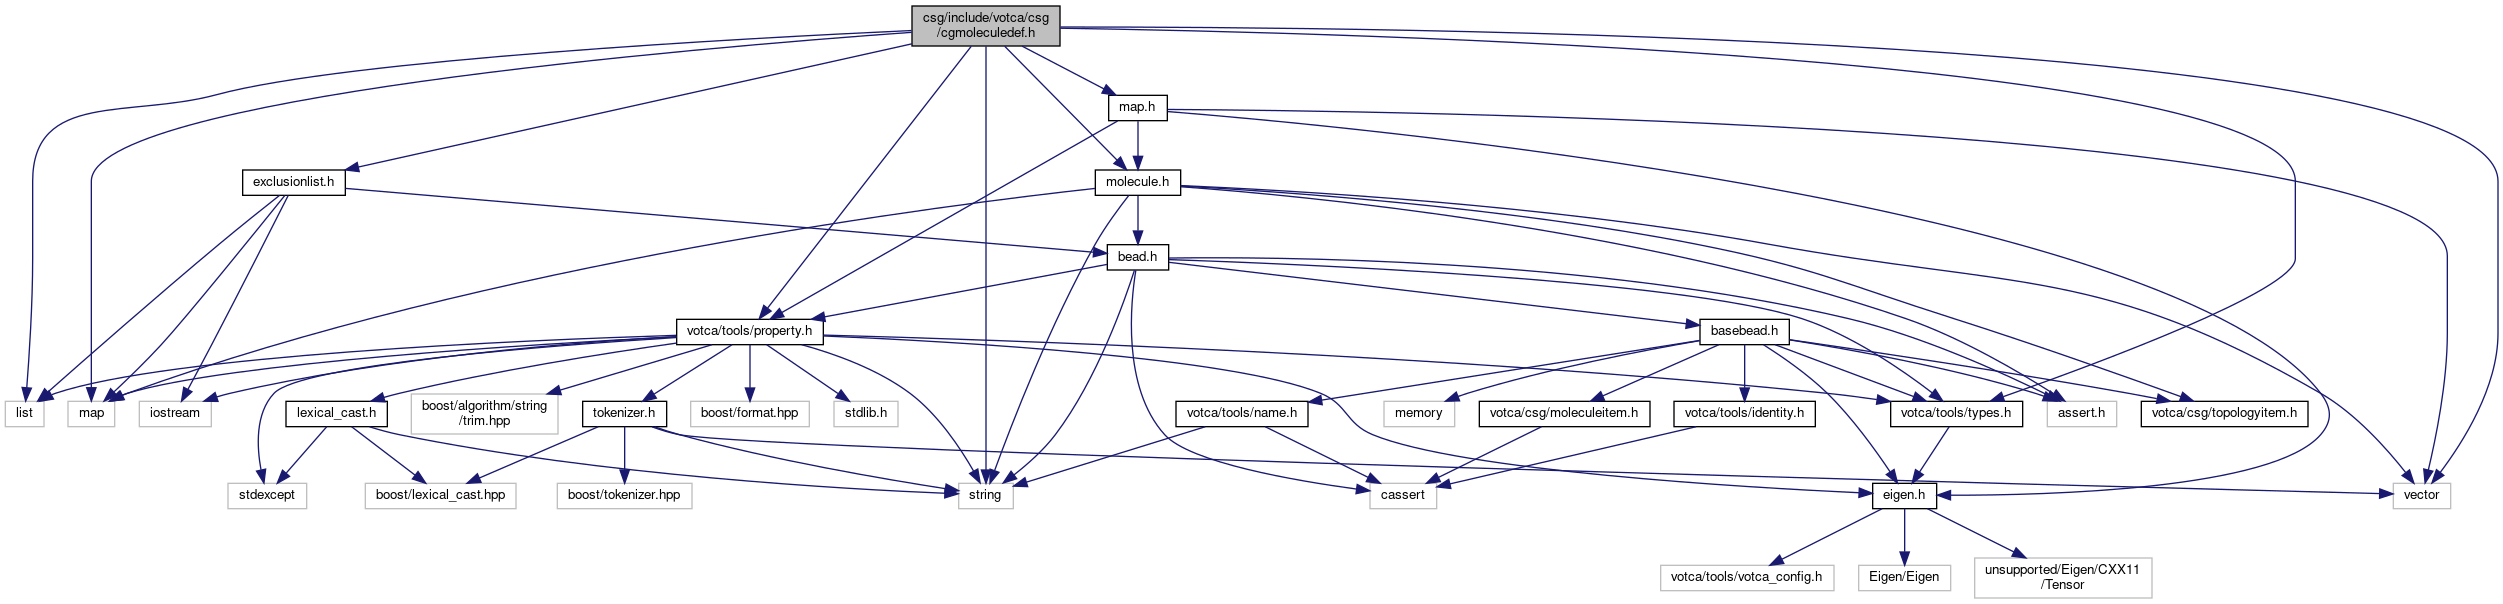 csg/include/votca/csg
/cgmoleculedef.h
map.h
exclusionlist.h
molecule.h
bead.h
votca/tools/property.h
basebead.h
list
map
iostream
lexical_cast.h
boost/algorithm/string
/trim.hpp
tokenizer.h
boost/format.hpp
stdlib.h
votca/tools/name.h
memory
votca/csg/moleculeitem.h
votca/tools/identity.h
votca/tools/types.h
assert.h
votca/csg/topologyitem.h
stdexcept
boost/lexical_cast.hpp
boost/tokenizer.hpp
string
cassert
eigen.h
vector
votca/tools/votca_config.h
Eigen/Eigen
unsupported/Eigen/CXX11
/Tensor